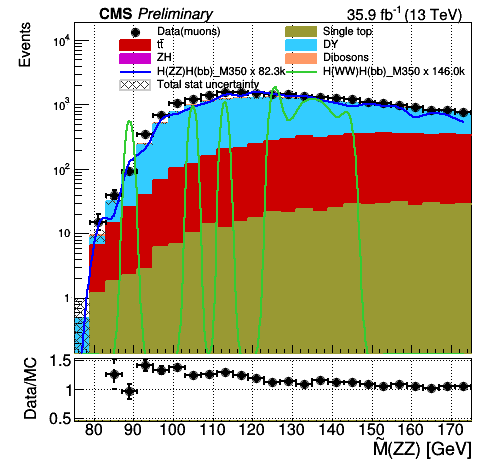 CMS Preliminary 35.9 fb⁻¹ (13 TeV)
Events
Data(muons) Single top
tt̄ DY
ZH Dibosons
H(ZZ)H(bb)_M350 x 82.3k H(WW)H(bb)_M350 x 146.0k
Total stat uncertainty
10⁴
10³
10²
10
1
Data/MC
1.5
1
0.5
80 90 100 110 120 130 140 150 160 170
M̃(ZZ) [GeV]